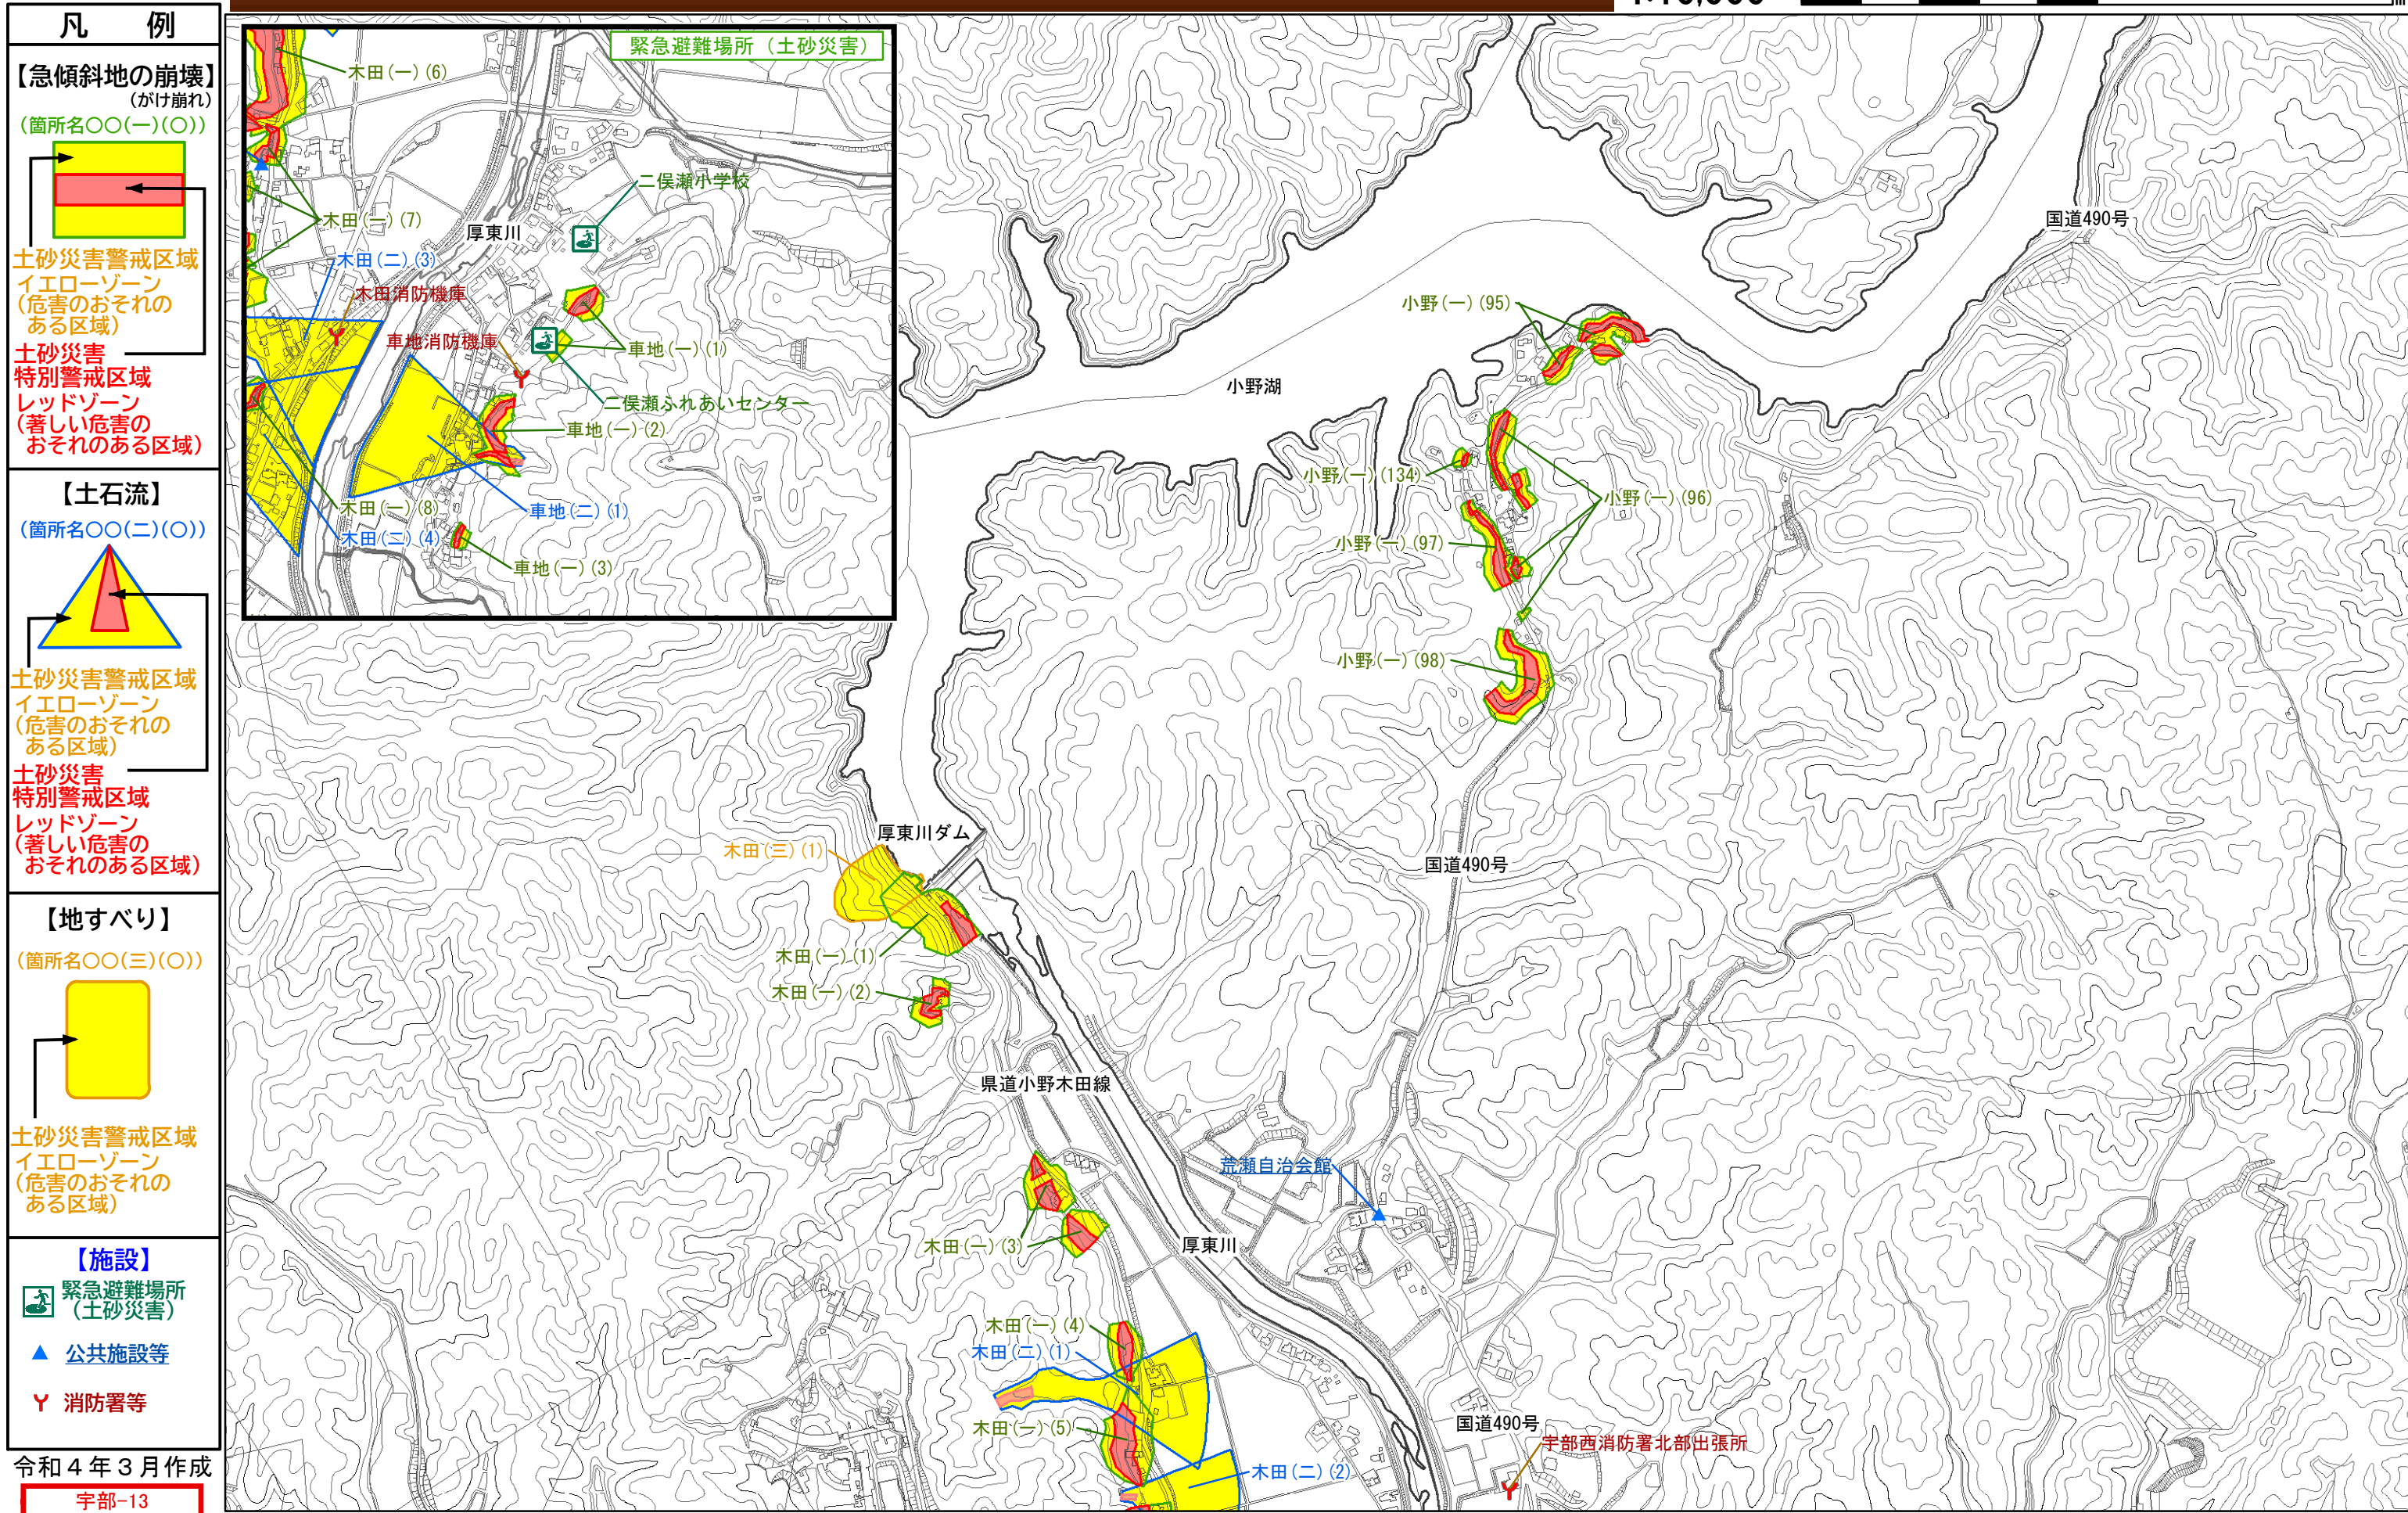 凡　例
【急傾斜地の崩壊】
(がけ崩れ)
(箇所名〇〇(一)(〇))
土砂災害警戒区域
イエローゾーン
(危害のおそれの
ある区域)
土砂災害
特別警戒区域
レッドゾーン
(著しい危害の
おそれのある区域)
【土石流】
(箇所名〇〇(二)(〇))
土砂災害警戒区域
イエローゾーン
(危害のおそれの
ある区域)
土砂災害
特別警戒区域
レッドゾーン
(著しい危害の
おそれのある区域)
【地すべり】
(箇所名〇〇(三)(〇))
土砂災害警戒区域
イエローゾーン
(危害のおそれの
ある区域)
【施設】
緊急避難場所
(土砂災害)
公共施設等
消防署等
令和4年3月作成
宇部-13
緊急避難場所(土砂災害)
木田(一)(6)
二俣瀬小学校
木田(一)(7)
厚東川
木田(二)(3)
木田消防機庫
車地消防機庫
車地(一)(1)
二俣瀬ふれあいセンター
車地(一)(2)
木田(一)(8)
車地(二)(1)
木田(二)(4)
車地(一)(3)
国道490号
小野(一)(95)
小野湖
小野(一)(134)
小野(一)(96)
小野(一)(97)
小野(一)(98)
厚東川ダム
木田(三)(1)
国道490号
木田(一)(1)
木田(一)(2)
県道小野木田線
荒瀬自治会館
木田(一)(3)
厚東川
木田(一)(4)
木田(二)(1)
木田(一)(5)
国道490号
宇部西消防署北部出張所
木田(二)(2)